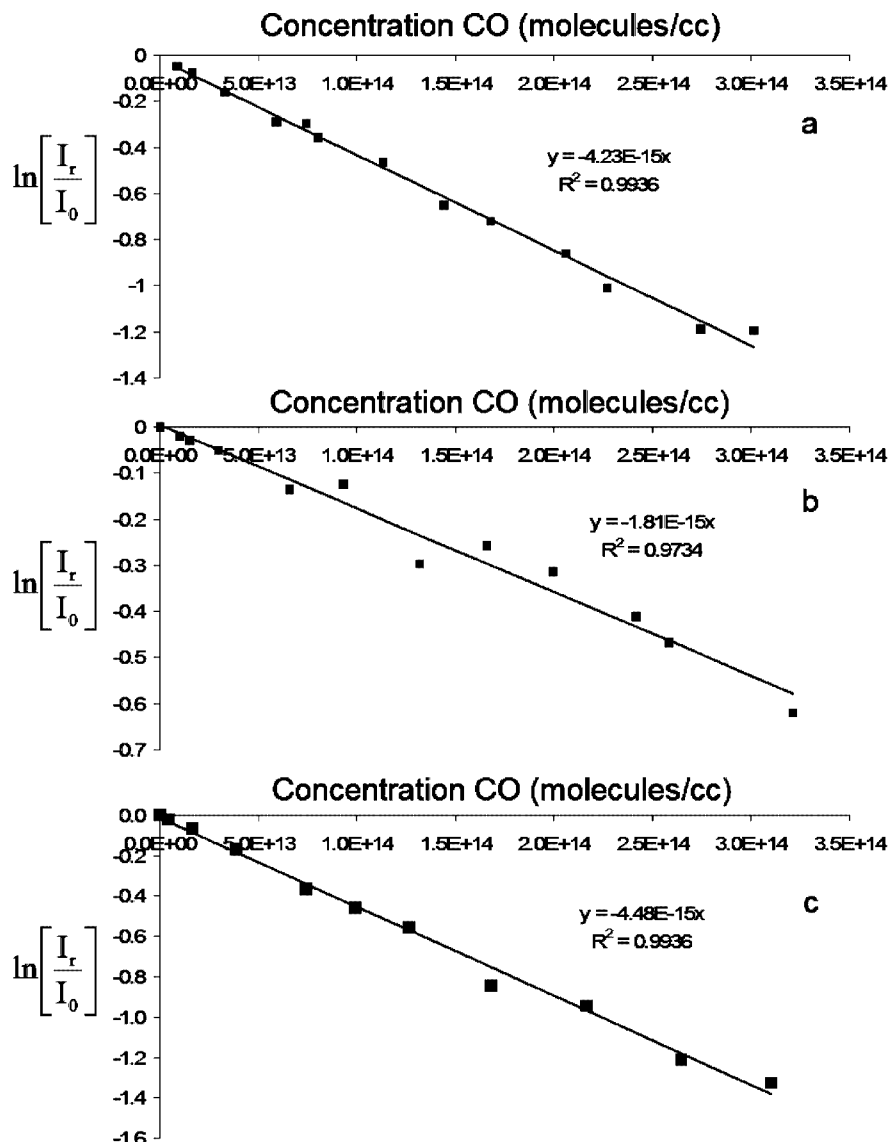 Concentration CO (molecules/cc)
0
0.0E+00 5.0E+13 1.0E+14 1.5E+14 2.0E+14 2.5E+14 3.0E+14 3.5E+14
-0.2
a
-0.4
y = -4.23E-15x
R² = 0.9936
ln[I_r/I_0]
-0.6
-0.8
-1
-1.2
-1.4
Concentration CO (molecules/cc)
0
0.0E+00 5.0E+13 1.0E+14 1.5E+14 2.0E+14 2.5E+14 3.0E+14 3.5E+14
-0.1
b
-0.2
y = -1.81E-15x
R² = 0.9734
-0.3
ln[I_r/I_0]
-0.4
-0.5
-0.6
-0.7
Concentration CO (molecules/cc)
0.0
0.0E+00 5.0E+13 1.0E+14 1.5E+14 2.0E+14 2.5E+14 3.0E+14 3.5E+14
-0.2
-0.4
c
y = -4.48E-15x
R² = 0.9936
-0.6
-0.8
ln[I_r/I_0]
-1.0
-1.2
-1.4
-1.6